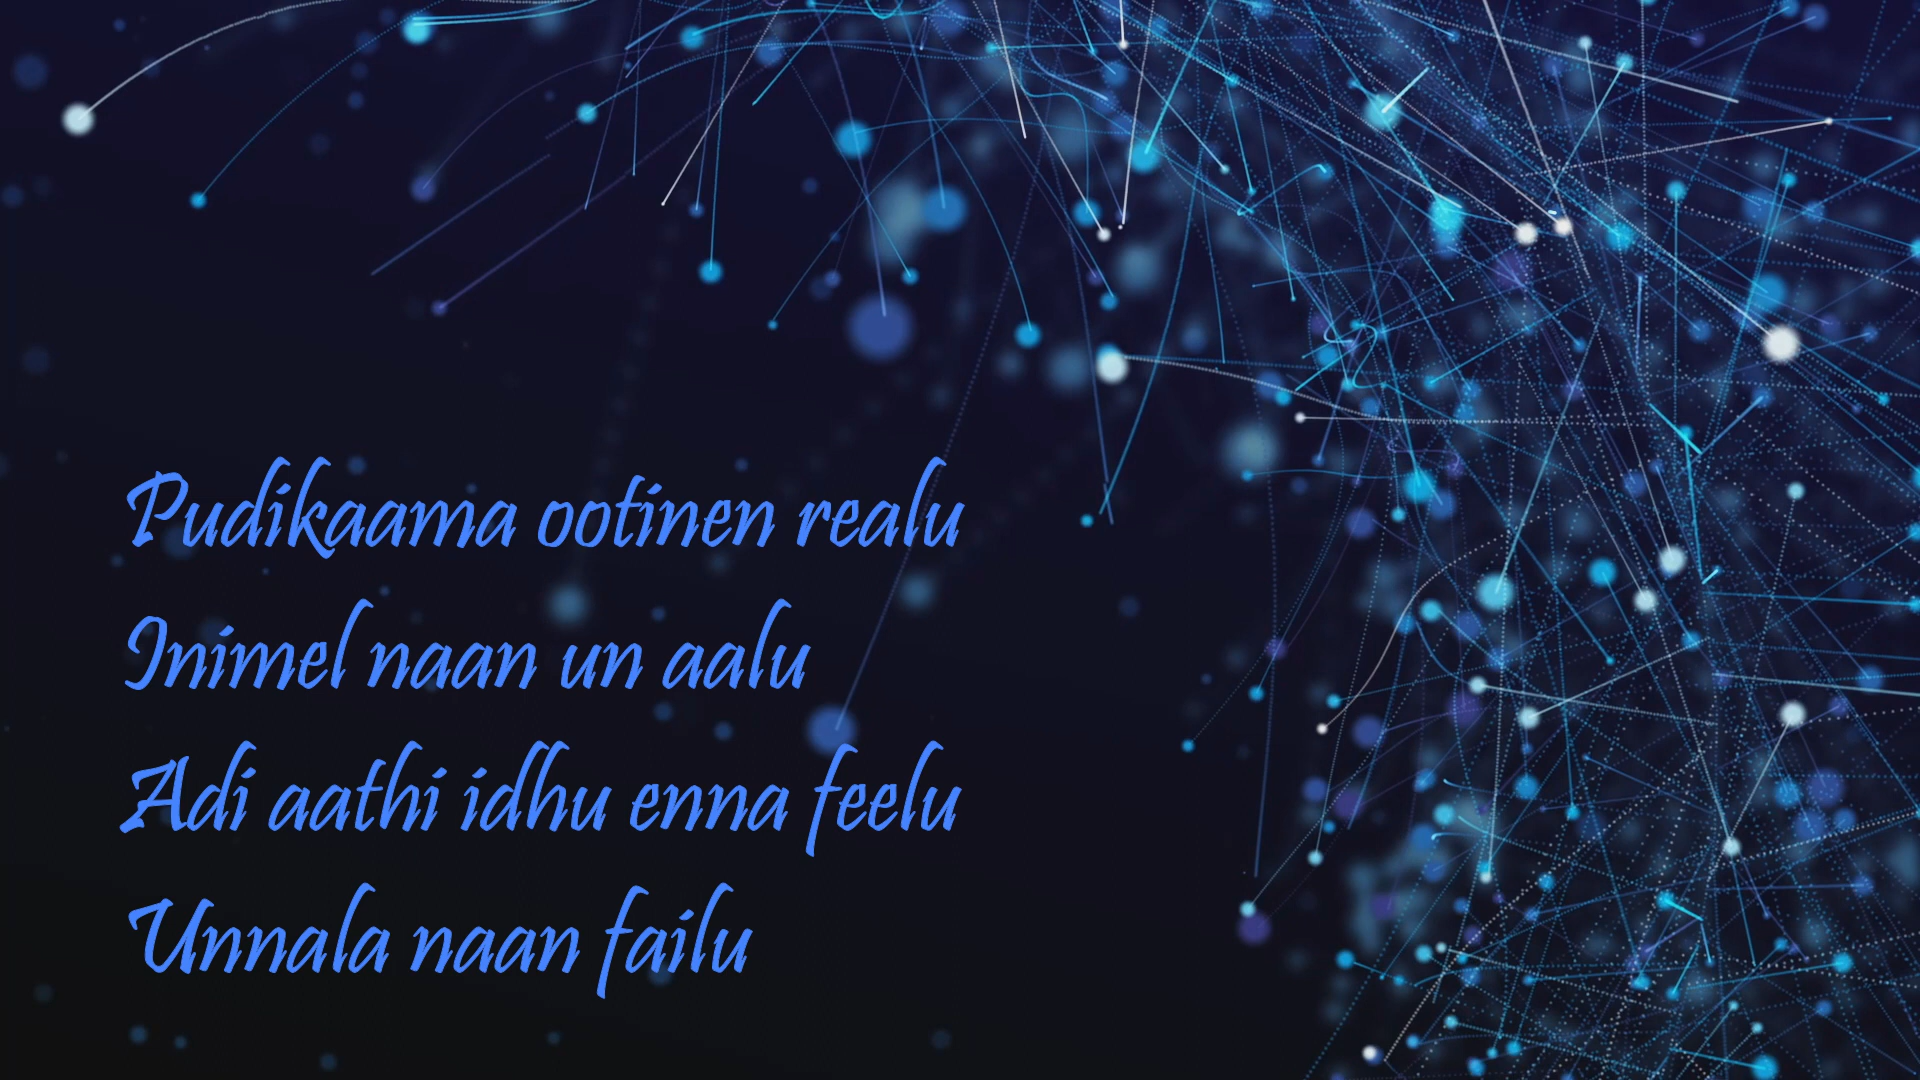 Pudikaama ootinen realu
Inimel naan un aalu
Adi aathi idhu enna feelu
Unnala naan failu